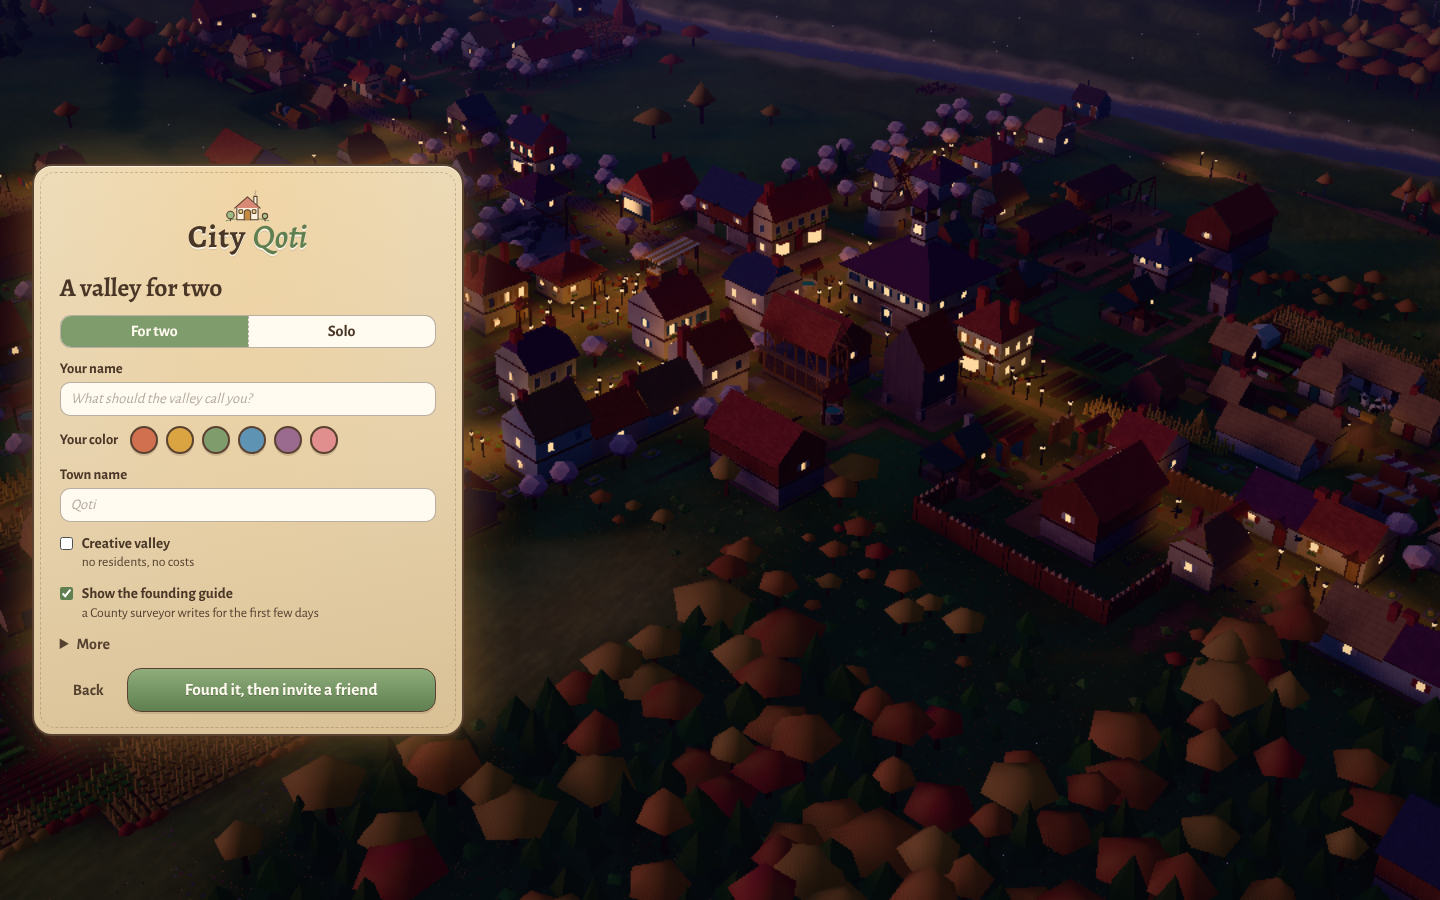 City Qoti
A valley for two
For two
Solo
Your name
What should the valley call you?
Your color
Town name
Qoti
Creative valley
no residents, no costs
Show the founding guide
a County surveyor writes for the first few days
More
Back
Found it, then invite a friend